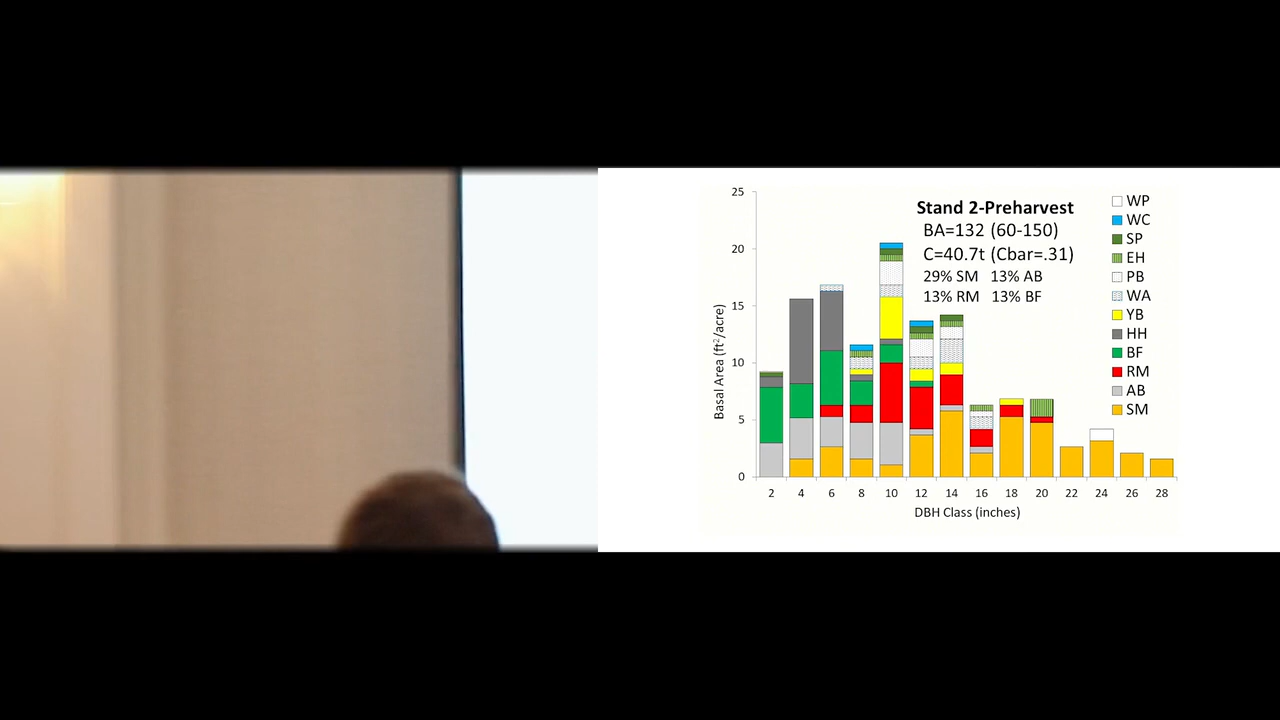 Stand 2-Preharvest
BA=132 (60-150)
C=40.7t (Cbar=.31)
29% SM 13% AB
13% RM 13% BF
25
20
15
10
5
0
Basal Area (ft²/acre)
2 4 6 8 10 12 14 16 18 20 22 24 26 28
DBH Class (inches)
WP
WC
SP
EH
PB
WA
YB
HH
BF
RM
AB
SM